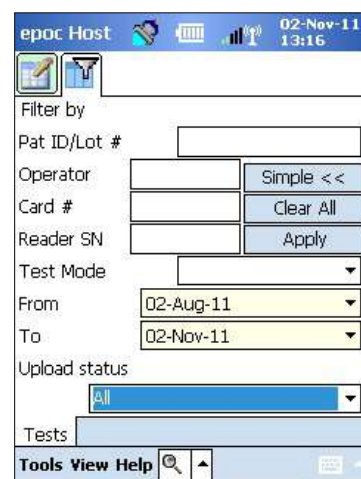 epoc Host 02-Nov-11
13:16
Filter by
Pat ID/Lot #
Operator Simple <<
Card # Clear All
Reader SN Apply
Test Mode
From 02-Aug-11
To 02-Nov-11
Upload status
All
Tests
Tools View Help